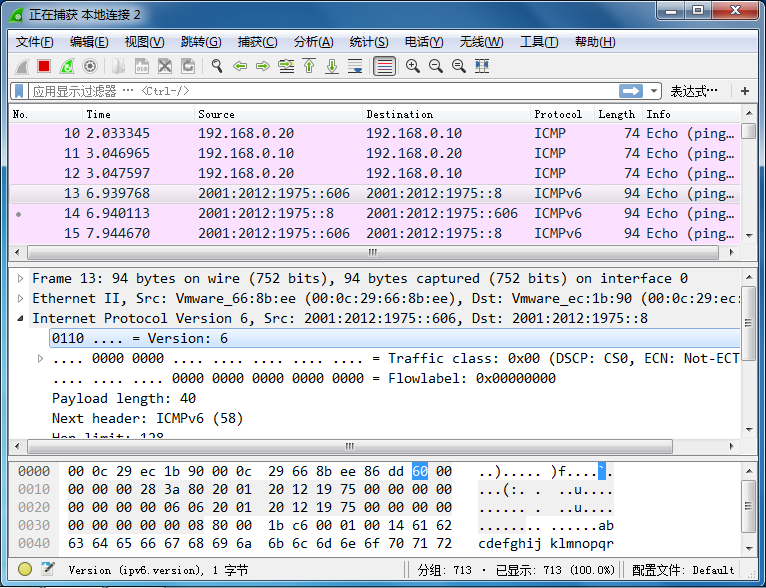 正在捕获 本地连接 2
文件(F) 编辑(E) 视图(V) 跳转(G) 捕获(C) 分析(A) 统计(S) 电话(Y) 无线(W) 工具(T) 帮助(H)
应用显示过滤器 … <Ctrl-/> 表达式… +
No. Time Source Destination Protocol Length Info
10 2.033345 192.168.0.20 192.168.0.10 ICMP 74 Echo (ping…
11 3.046965 192.168.0.10 192.168.0.20 ICMP 74 Echo (ping…
12 3.047597 192.168.0.20 192.168.0.10 ICMP 74 Echo (ping…
13 6.939768 2001:2012:1975::606 2001:2012:1975::8 ICMPv6 94 Echo (ping…
14 6.940113 2001:2012:1975::8 2001:2012:1975::606 ICMPv6 94 Echo (ping…
15 7.944670 2001:2012:1975::606 2001:2012:1975::8 ICMPv6 94 Echo (ping…
Frame 13: 94 bytes on wire (752 bits), 94 bytes captured (752 bits) on interface 0
Ethernet II, Src: Vmware_66:8b:ee (00:0c:29:66:8b:ee), Dst: Vmware_ec:1b:90 (00:0c:29:ec:
Internet Protocol Version 6, Src: 2001:2012:1975::606, Dst: 2001:2012:1975::8
0110 .... = Version: 6
.... 0000 0000 .... .... .... .... .... = Traffic class: 0x00 (DSCP: CS0, ECN: Not-ECT
.... .... .... 0000 0000 0000 0000 0000 = Flowlabel: 0x00000000
Payload length: 40
Next header: ICMPv6 (58)
Hop limit: 128
0000 00 0c 29 ec 1b 90 00 0c 29 66 8b ee 86 dd 60 00 ..)..... )f....`.
0010 00 00 00 28 3a 80 20 01 20 12 19 75 00 00 00 00 ...(:. . ..u....
0020 00 00 00 00 06 06 20 01 20 12 19 75 00 00 00 00 ...... . ..u....
0030 00 00 00 00 00 08 80 00 1b c6 00 01 00 14 61 62 ........ ......ab
0040 63 64 65 66 67 68 69 6a 6b 6c 6d 6e 6f 70 71 72 cdefghij klmnopqr
Version (ipv6.version), 1 字节 分组: 713 · 已显示: 713 (100.0%) 配置文件: Default